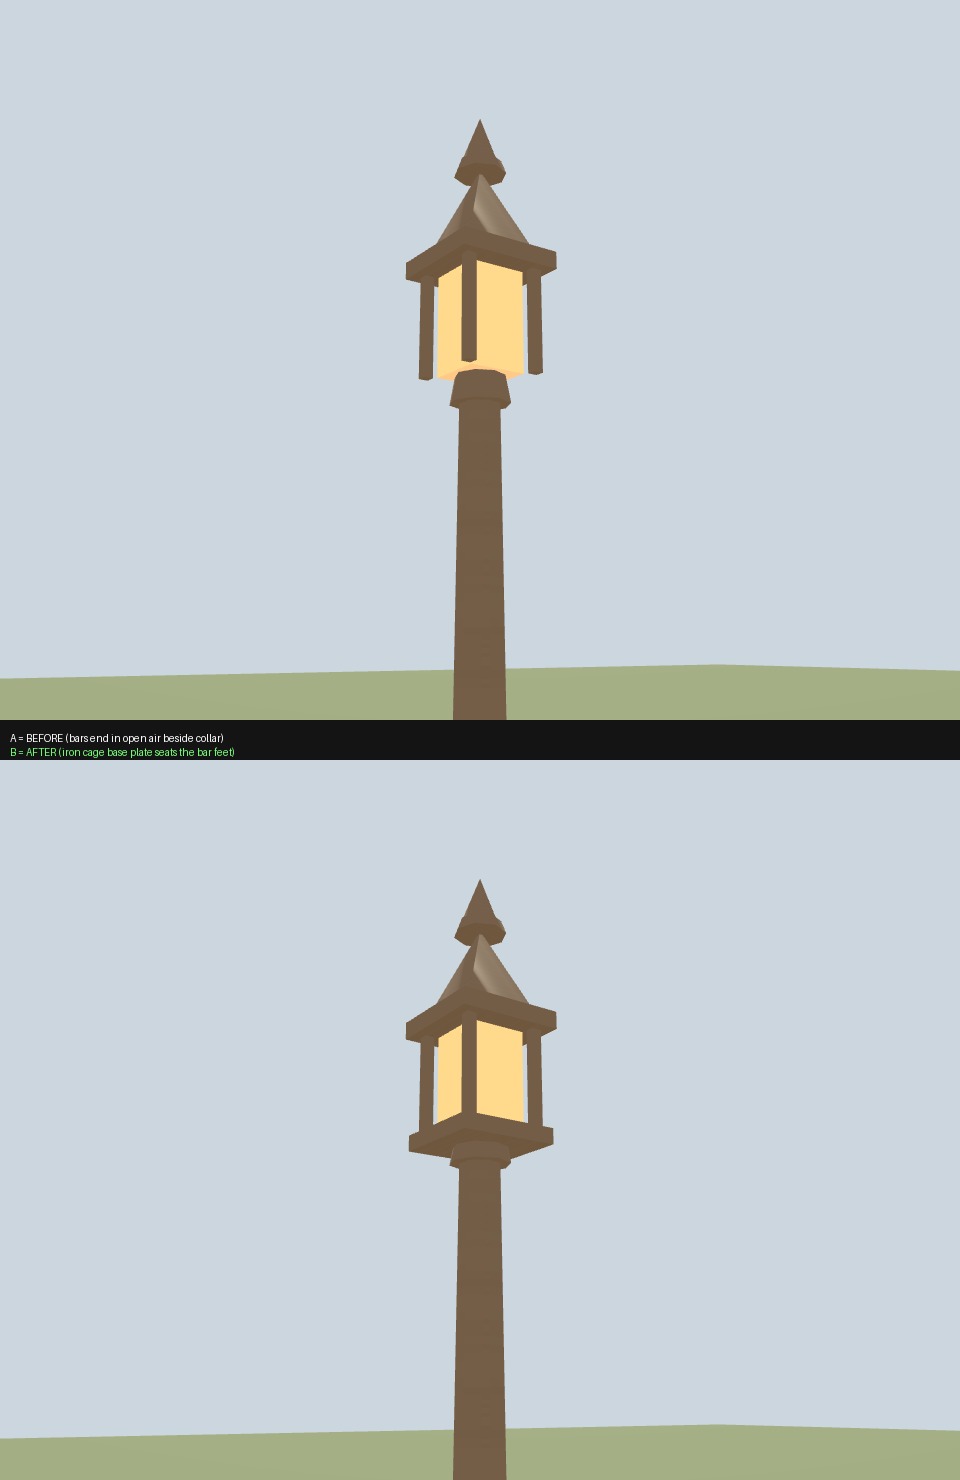 A = BEFORE (bars end in open air beside collar)
B = AFTER (iron cage base plate seats the bar feet)